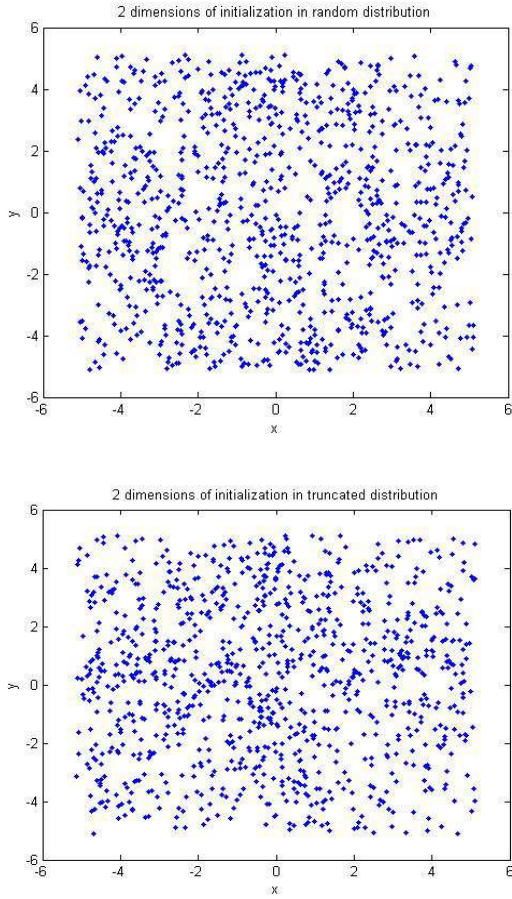 2 dimensions of initialization in random distribution
6
4
2
0
-2
-4
-6
y
-6 -4 -2 0 2 4 6
x
2 dimensions of initialization in truncated distribution
6
4
2
0
-2
-4
-6
y
-6 -4 -2 0 2 4 6
x